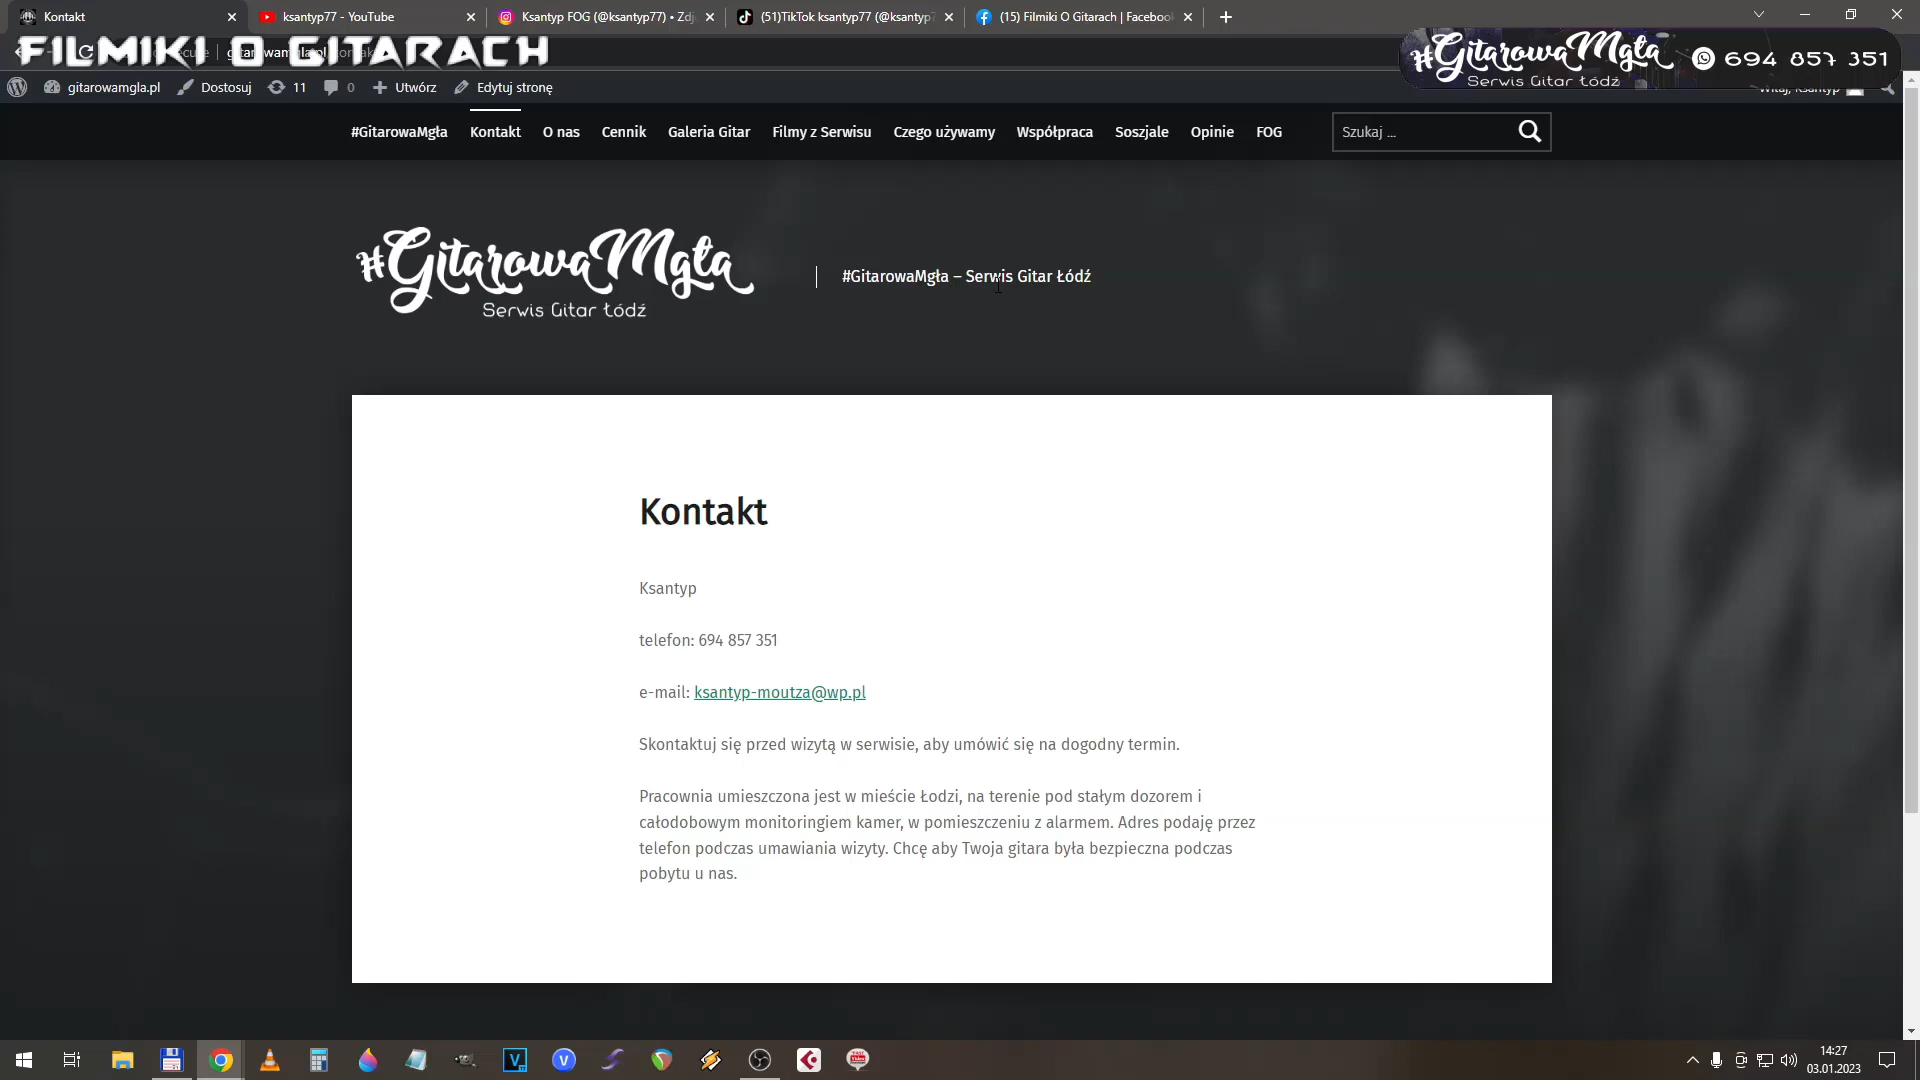 Kontakt
ksantyp77 - YouTube
Ksantyp FOG (@ksantyp77) • Zdj
(51)TikTok ksantyp77 (@ksantyp7
(15) Filmiki O Gitarach | Facebook
FILMIKI O GITARACH
#GitarowaMgła
Serwis Gitar Łódź
694 857 351
gitarowamgla.pl
Dostosuj
11
0
Utwórz
Edytuj stronę
Witaj, ksantyp
#GitarowaMgła
Kontakt
O nas
Cennik
Galeria Gitar
Filmy z Serwisu
Czego używamy
Współpraca
Soszjale
Opinie
FOG
Szukaj ...
#GitarowaMgła
Serwis Gitar Łódź
#GitarowaMgła – Serwis Gitar Łódź
Kontakt
Ksantyp
telefon: 694 857 351
e-mail: ksantyp-moutza@wp.pl
Skontaktuj się przed wizytą w serwisie, aby umówić się na dogodny termin.
Pracownia umieszczona jest w mieście Łodzi, na terenie pod stałym dozorem i
całodobowym monitoringiem kamer, w pomieszczeniu z alarmem. Adres podaję przez
telefon podczas umawiania wizyty. Chcę aby Twoja gitara była bezpieczna podczas
pobytu u nas.
14:27
03.01.2023